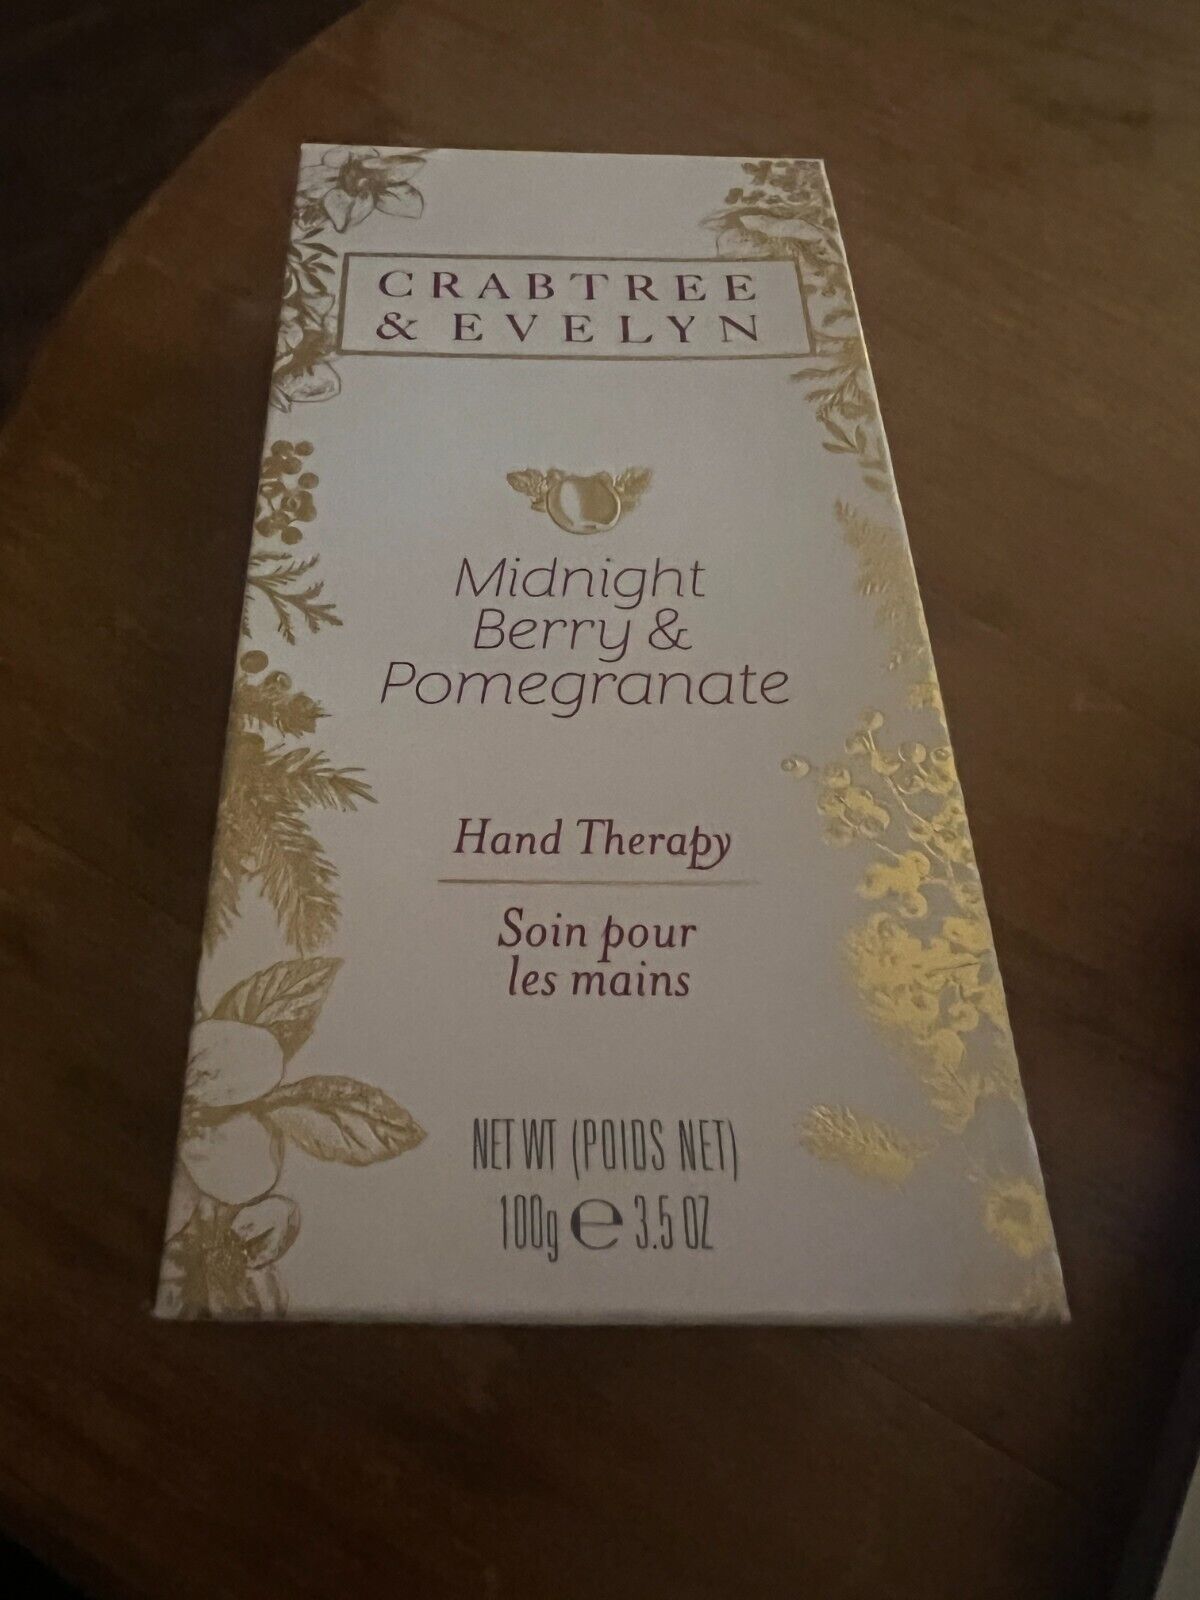 CRABTREE
& EVELYN
Midnight
Berry &
Pomegranate
Hand Therapy
Soin pour
les mains
NET WT (POIDS NET)
100g e 3.5 OZ